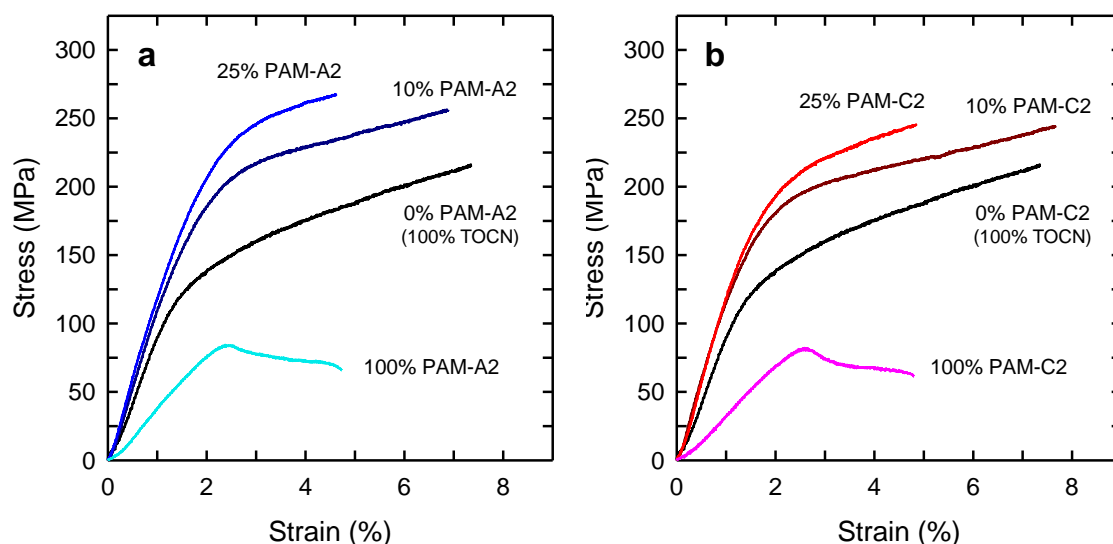 a
25% PAM-A2
10% PAM-A2
0% PAM-A2
(100% TOCN)
100% PAM-A2
300
250
200
150
100
50
0
Stress (MPa)
0
2
4
6
8
Strain (%)
b
25% PAM-C2
10% PAM-C2
0% PAM-C2
(100% TOCN)
100% PAM-C2
300
250
200
150
100
50
0
Stress (MPa)
0
2
4
6
8
Strain (%)